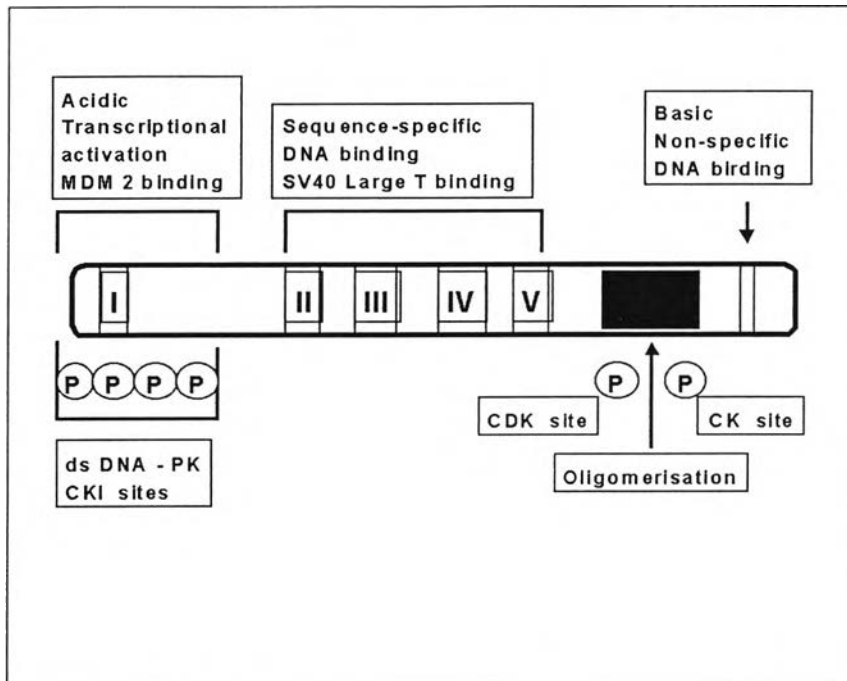 Acidic
Transcriptional
activation
MDM 2 binding
Sequence-specific
DNA binding
SV40 Large T binding
Basic
Non-specific
DNA birding
I II III IV V
P P P P
P P
CDK site
CK site
ds DNA - PK
CKI sites
Oligomerisation